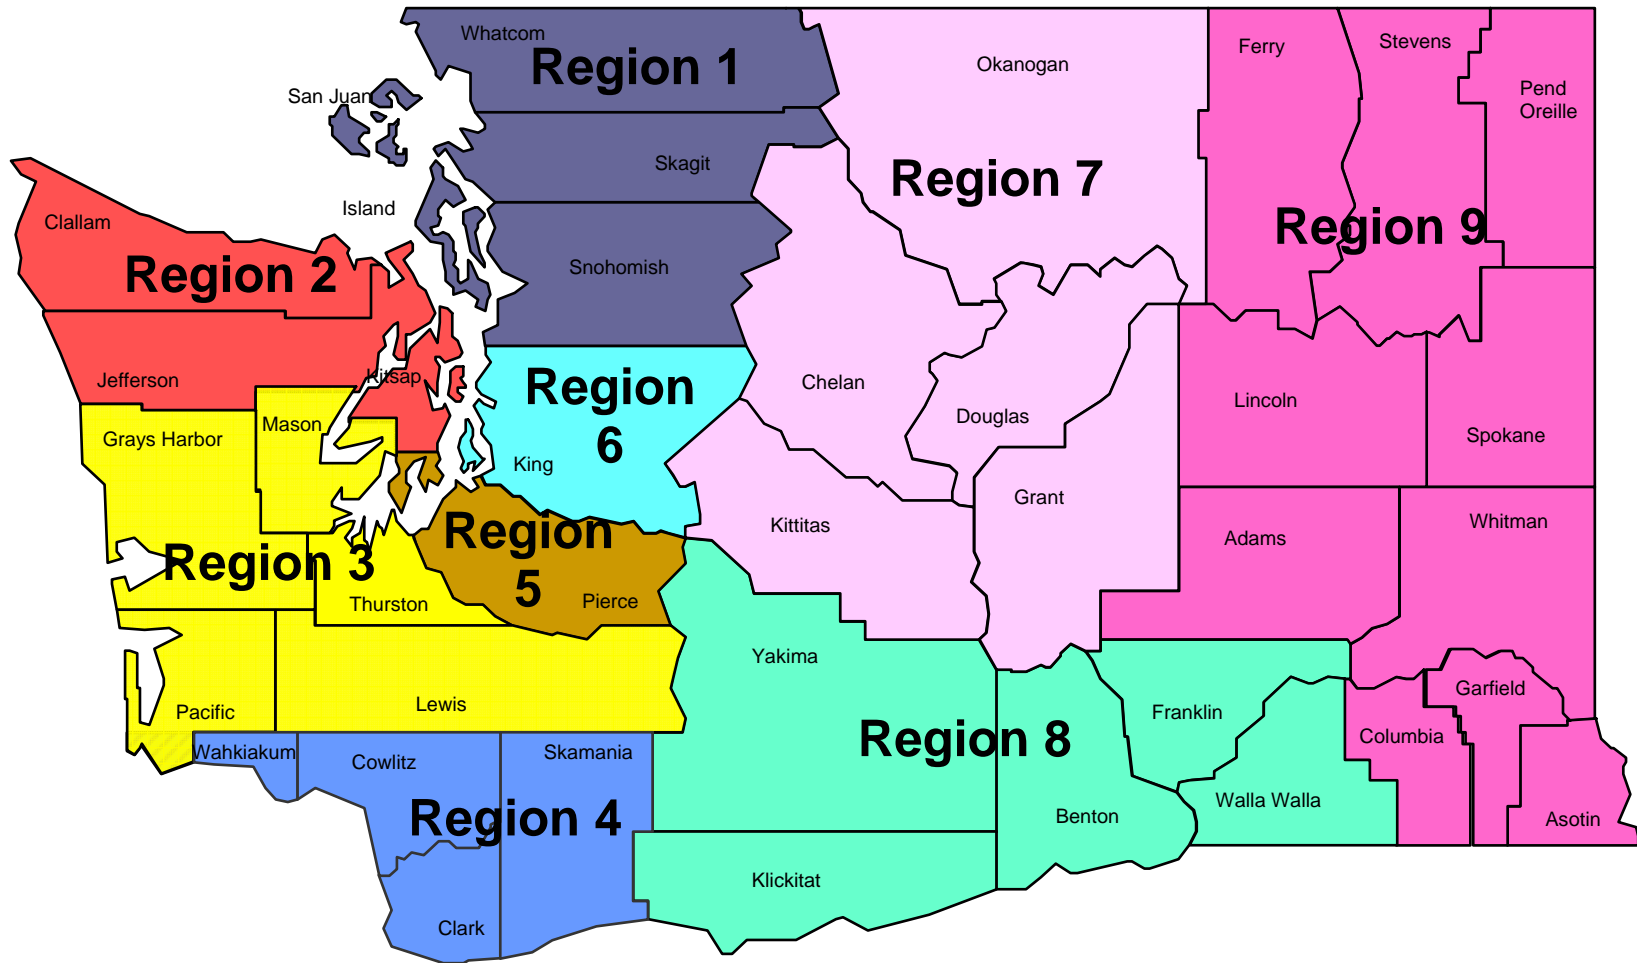 Whatcom
Region 1
San Juan
Skagit
Island
Snohomish
Okanogan
Region 7
Ferry
Stevens
Pend
Oreille
Region 9
Clallam
Region 2
Jefferson
Kitsap
Region
6
King
Chelan
Douglas
Grant
Kittitas
Lincoln
Spokane
Adams
Whitman
Grays Harbor
Mason
Region 3
Thurston
Region
5
Pierce
Pacific
Lewis
Yakima
Region 8
Franklin
Benton
Walla Walla
Klickitat
Columbia
Garfield
Asotin
Wahkiakum
Cowlitz
Skamania
Region 4
Clark